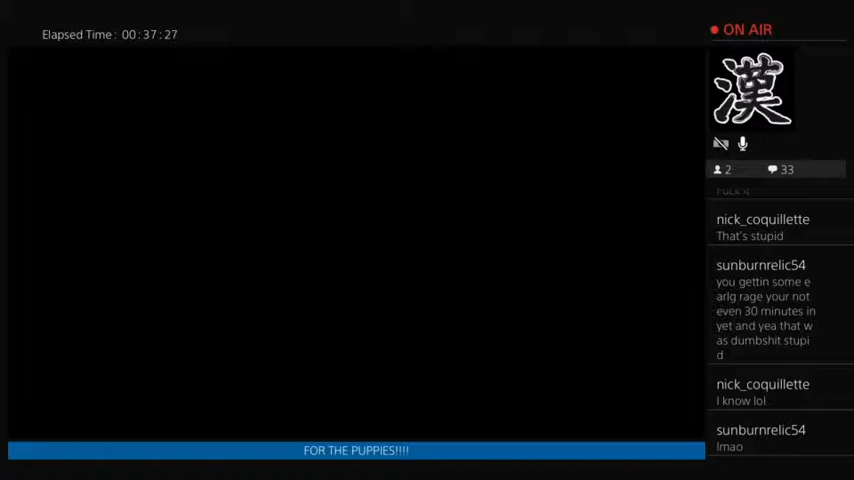 Elapsed Time: 00:37:27
ON AIR
漢
2
33
Fuck it
nick_coquillette
That's stupid
sunburnrelic54
you gettin some e
arlg rage your not
even 30 minutes in
yet and yea that w
as dumbshit stupi
d
nick_coquillette
I know lol
sunburnrelic54
lmao
FOR THE PUPPIES!!!!